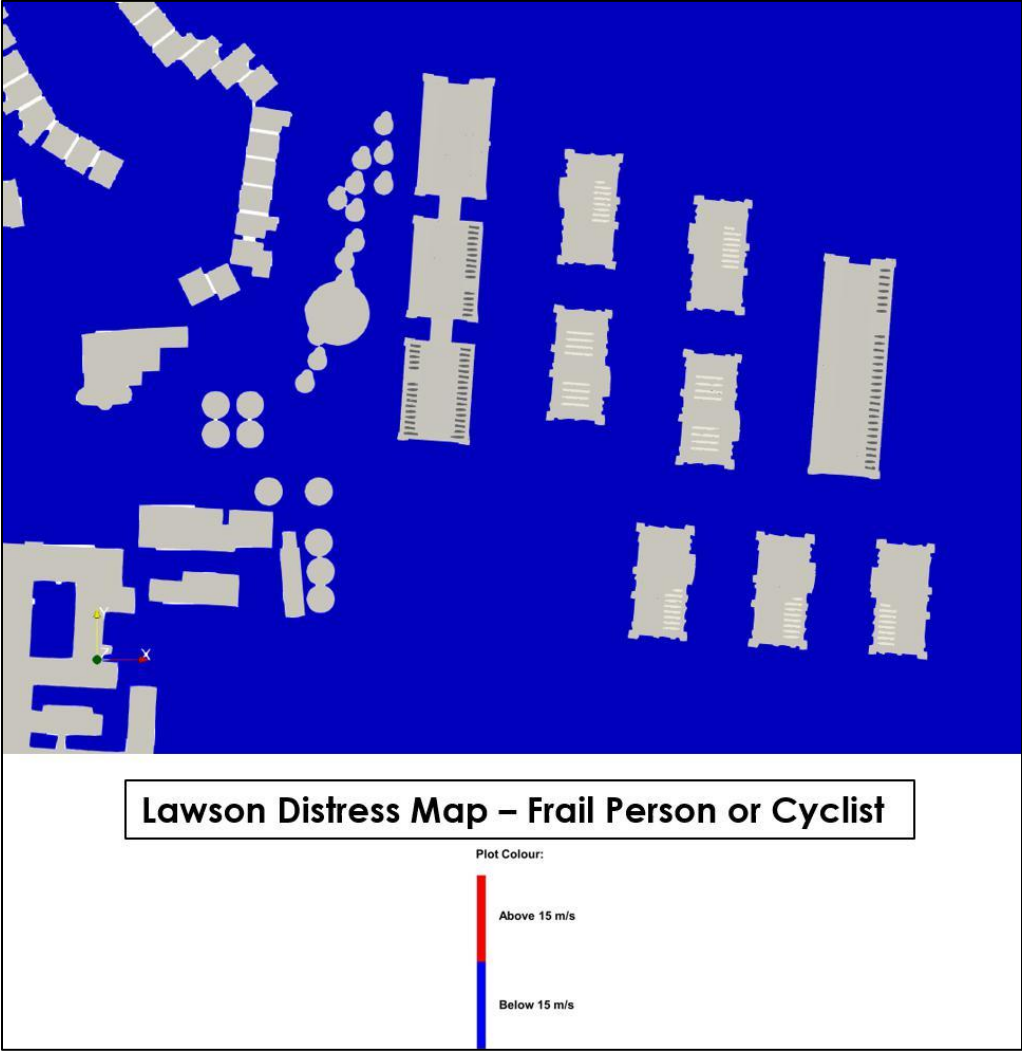 Y
X
Lawson Distress Map – Frail Person or Cyclist
Plot Colour:
Above 15 m/s
Below 15 m/s